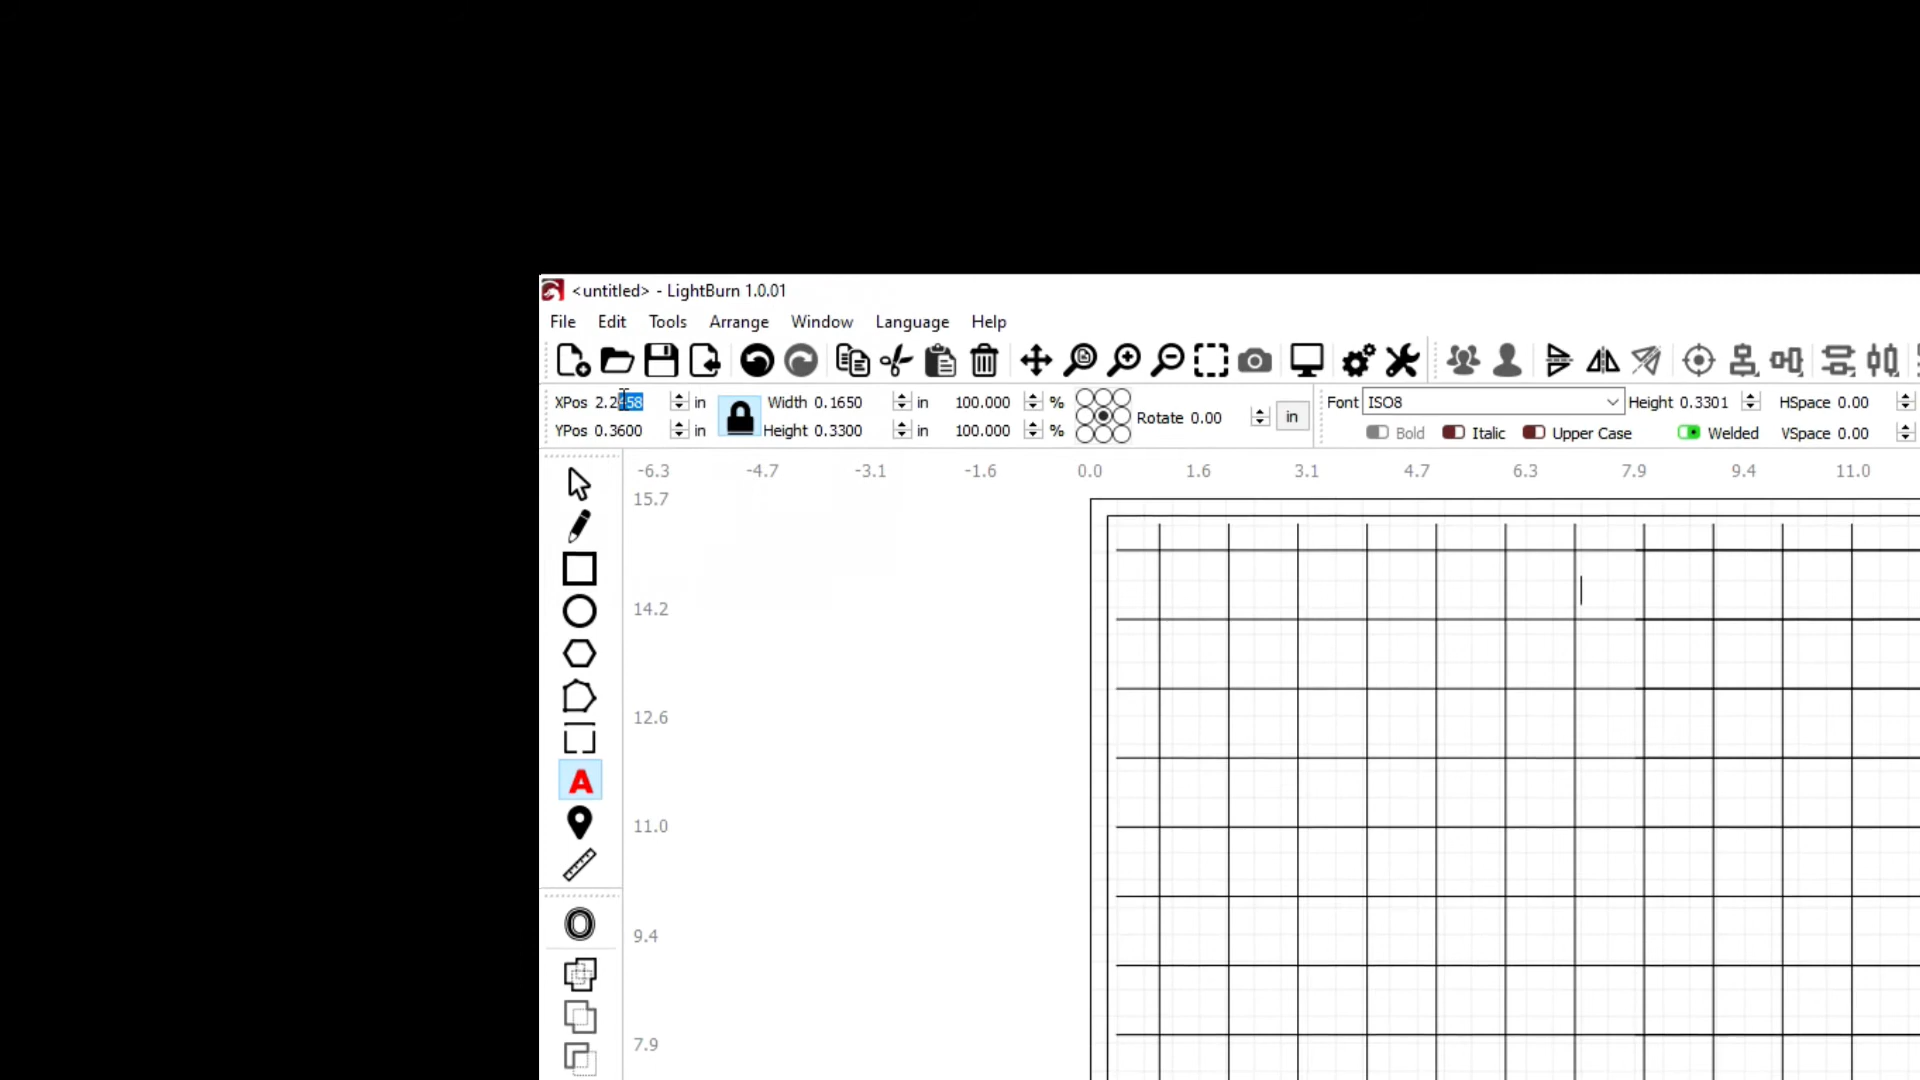 <untitled> - LightBurn 1.0.01
File Edit Tools Arrange Window Language Help
XPos 2.2458 in Width 0.1650 in 100.000 % Font ISO8 Height 0.3301 HSpace 0.00
Rotate 0.00 in
YPos 0.3600 in Height 0.3300 in 100.000 % Bold Italic Upper Case Welded VSpace 0.00
-6.3 -4.7 -3.1 -1.6 0.0 1.6 3.1 4.7 6.3 7.9 9.4 11.0
15.7
14.2
12.6
11.0
9.4
7.9